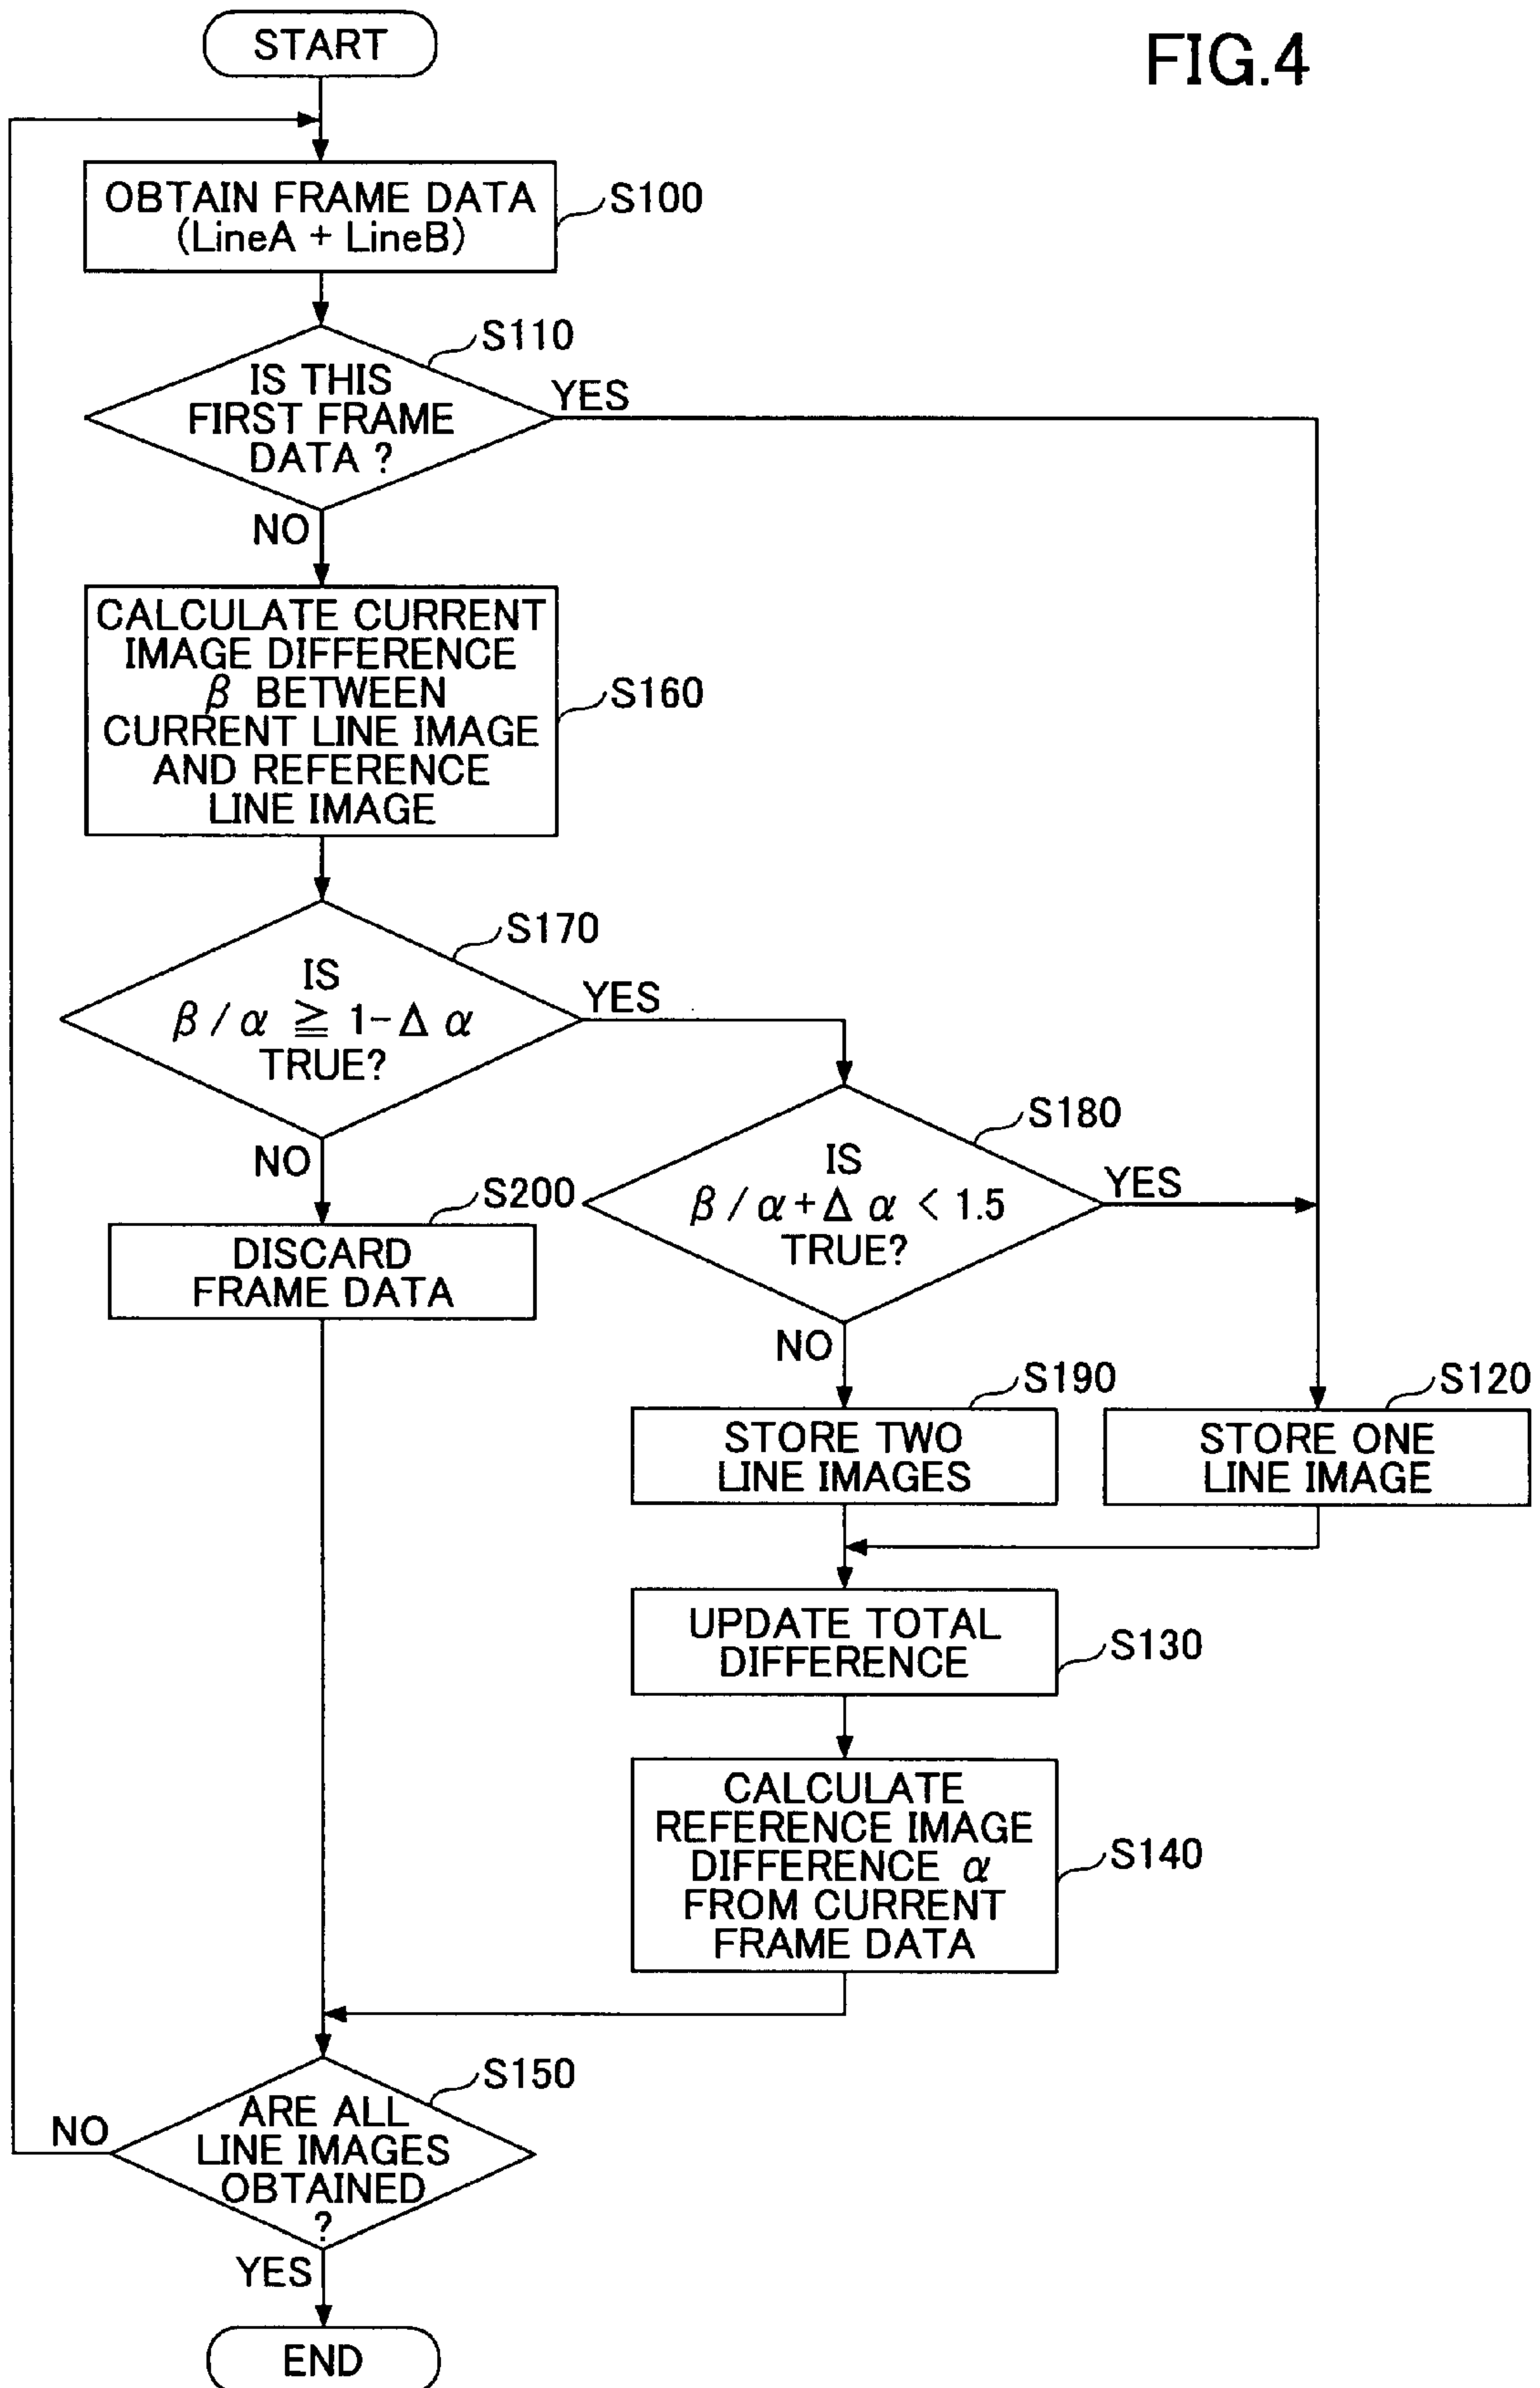 FIG.4
START
OBTAIN FRAME DATA
(LineA + LineB)
S100
S110
IS THIS
FIRST FRAME
DATA ?
YES
NO
CALCULATE CURRENT
IMAGE DIFFERENCE
β BETWEEN
CURRENT LINE IMAGE
AND REFERENCE
LINE IMAGE
S160
S170
IS
β / α ≧ 1-Δ α
TRUE?
YES
NO
S180
IS
β / α+Δ α < 1.5
TRUE?
YES
NO
S200
DISCARD
FRAME DATA
S190
STORE TWO
LINE IMAGES
S120
STORE ONE
LINE IMAGE
UPDATE TOTAL
DIFFERENCE
S130
CALCULATE
REFERENCE IMAGE
DIFFERENCE α
FROM CURRENT
FRAME DATA
S140
S150
ARE ALL
LINE IMAGES
OBTAINED
?
NO
YES
END